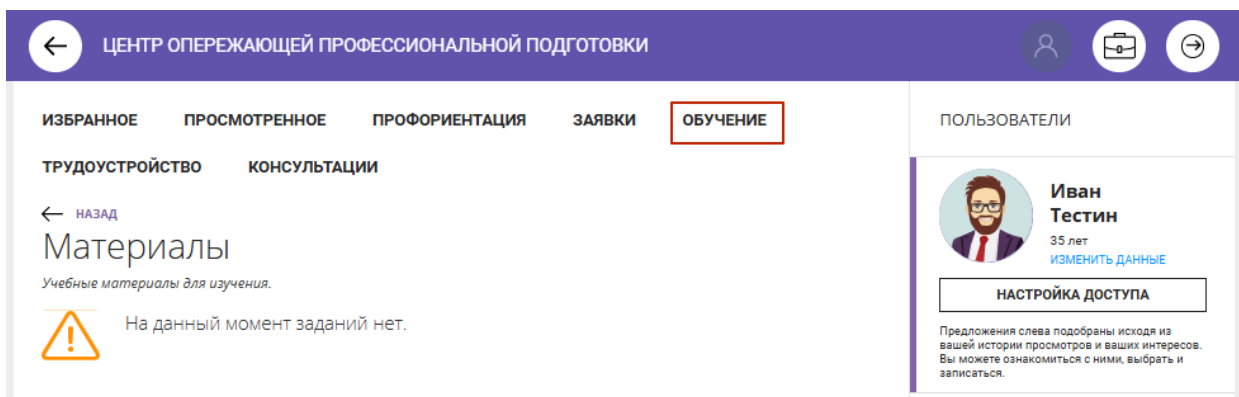 ЦЕНТР ОПЕРЕЖАЮЩЕЙ ПРОФЕССИОНАЛЬНОЙ ПОДГОТОВКИ
ИЗБРАННОЕ ПРОСМОТРЕННОЕ ПРОФОРИЕНТАЦИЯ ЗАЯВКИ ОБУЧЕНИЕ
ТРУДОУСТРОЙСТВО КОНСУЛЬТАЦИИ
НАЗАД
Материалы
Учебные материалы для изучения.
На данный момент заданий нет.
ПОЛЬЗОВАТЕЛИ
Иван
Тестин
35 лет
ИЗМЕНИТЬ ДАННЫЕ
НАСТРОЙКА ДОСТУПА
Предложения слева подобраны исходя из
вашей истории просмотров и ваших интересов.
Вы можете ознакомиться с ними, выбрать и
записаться.